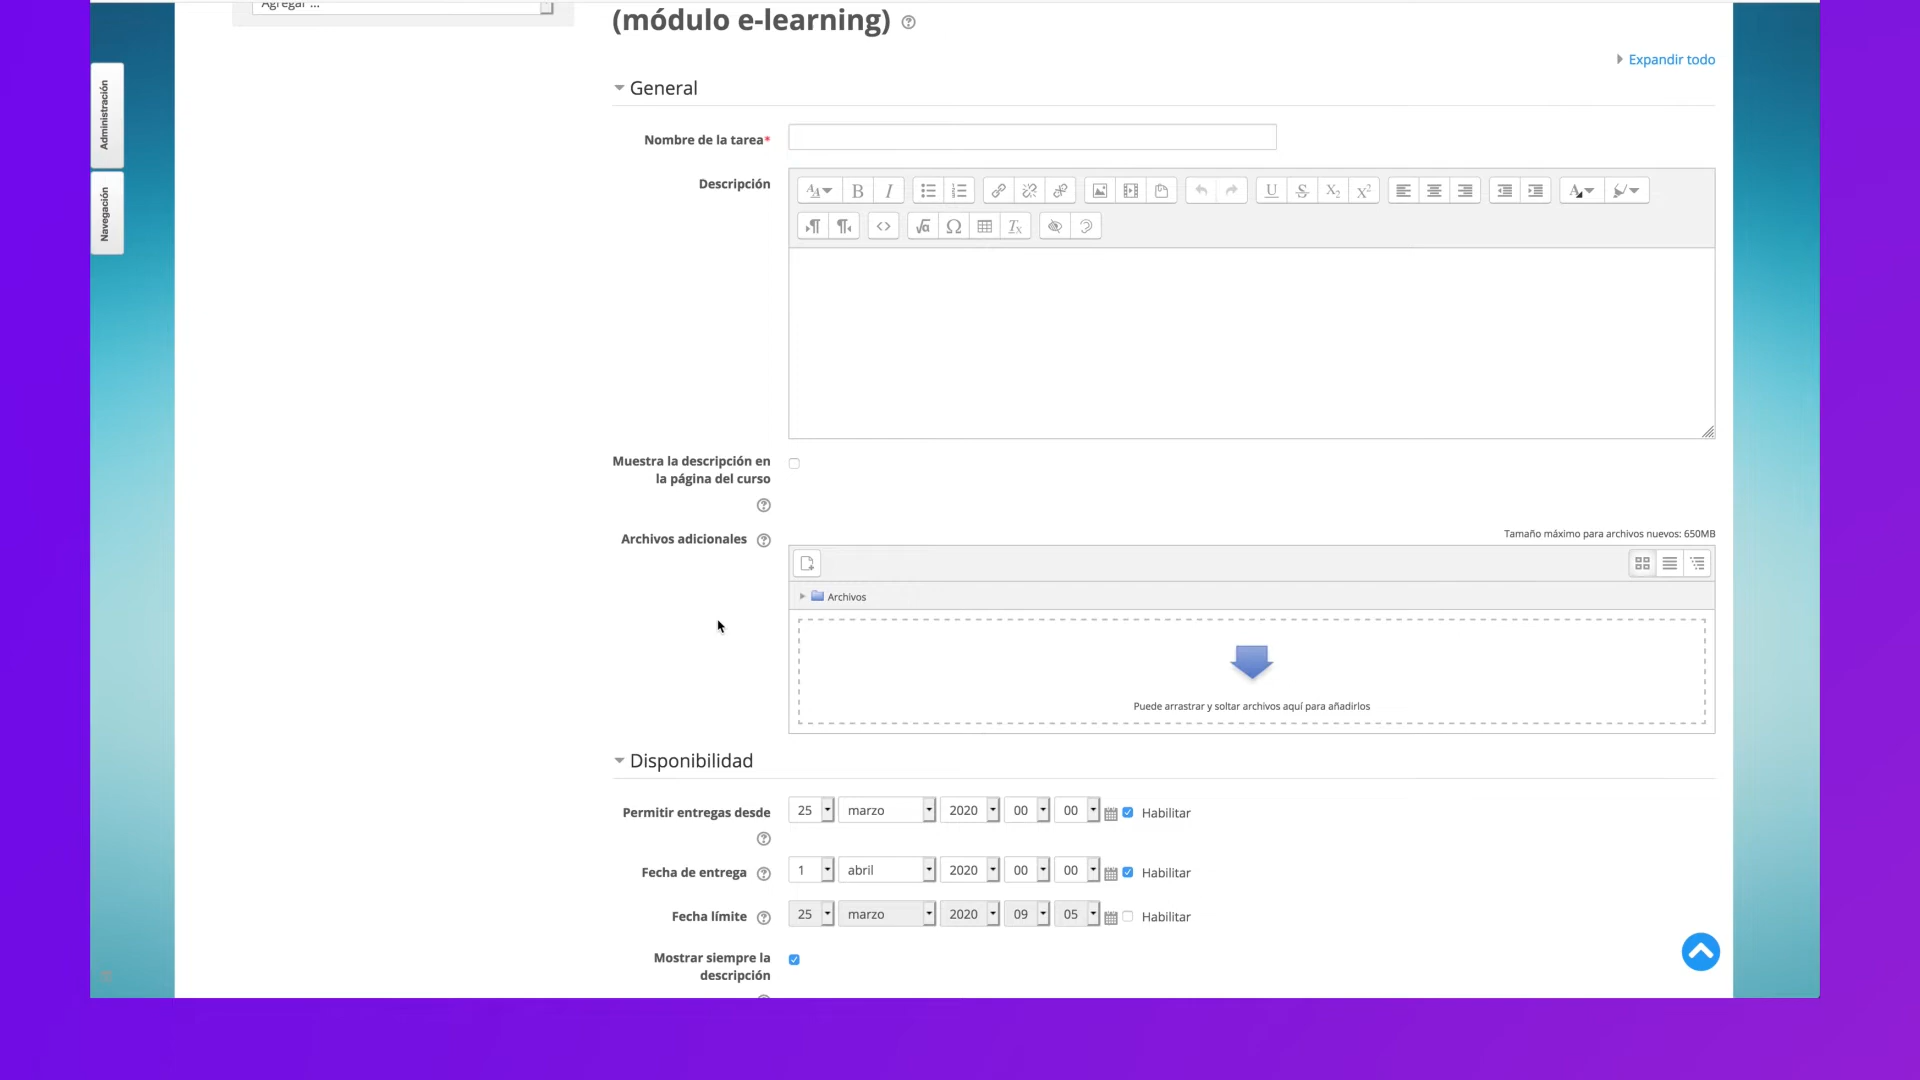 Agregar ...
(módulo e-learning)
Expandir todo
Administración
Navegación
General
Nombre de la tarea*
Descripción
Muestra la descripción en
la página del curso
Archivos adicionales
Tamaño máximo para archivos nuevos: 650MB
Archivos
Puede arrastrar y soltar archivos aquí para añadirlos
Disponibilidad
Permitir entregas desde 25 marzo 2020 00 00 Habilitar
Fecha de entrega 1 abril 2020 00 00 Habilitar
Fecha límite 25 marzo 2020 09 05 Habilitar
Mostrar siempre la
descripción